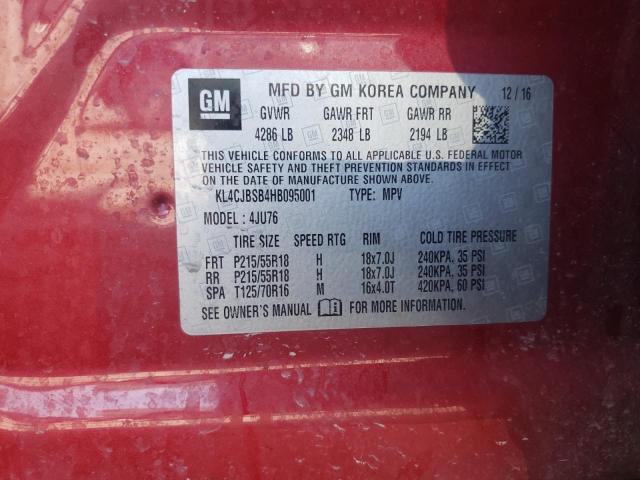 GM MFD BY GM KOREA COMPANY 12/16
GVWR GAWR FRT GAWR RR
4286 LB 2348 LB 2194 LB
THIS VEHICLE CONFORMS TO ALL APPLICABLE U.S. FEDERAL MOTOR
VEHICLE SAFETY AND THEFT PREVENTION STANDARDS IN EFFECT
ON THE DATE OF MANUFACTURE SHOWN ABOVE.
KL4CJBSB4HB095001 TYPE: MPV
MODEL: 4JU76
TIRE SIZE SPEED RTG RIM COLD TIRE PRESSURE
FRT P215/55R18 H 18x7.0J 240KPA, 35 PSI
RR P215/55R18 H 18x7.0J 240KPA, 35 PSI
SPA T125/70R16 M 16x4.0T 420KPA, 60 PSI
SEE OWNER'S MANUAL FOR MORE INFORMATION.